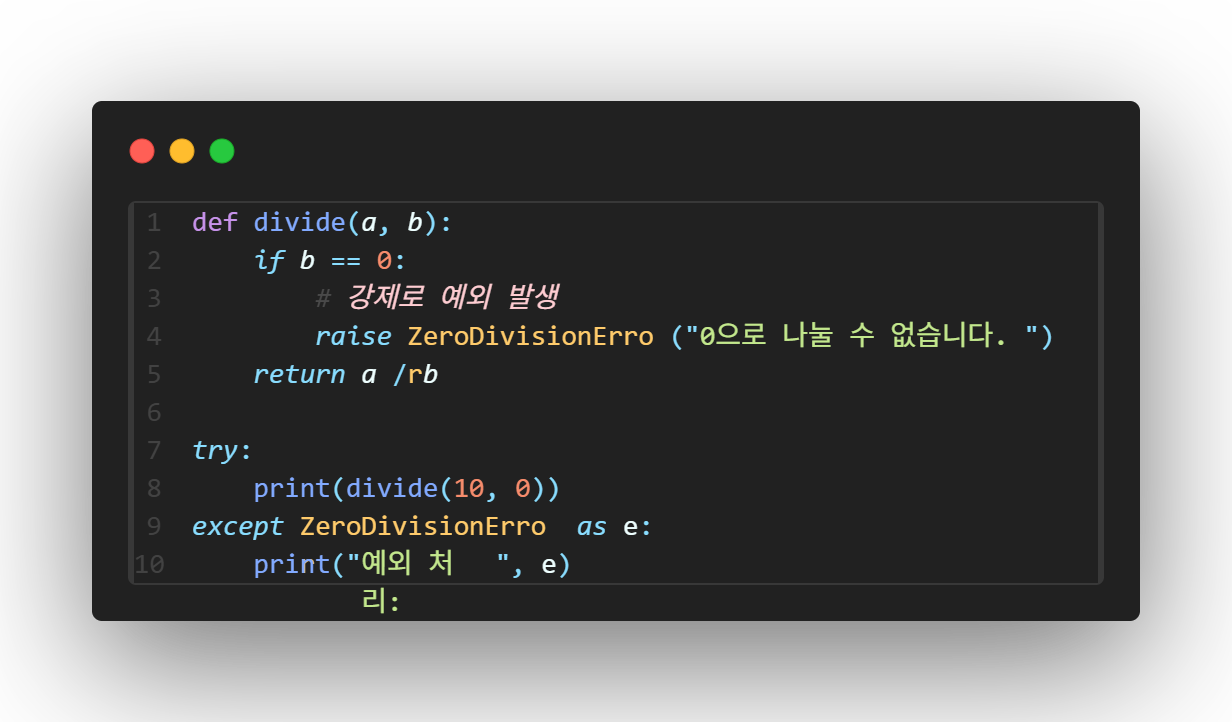 1 def divide(a, b):
2 if b == 0:
3 # 강제로 예외 발생
4 raise ZeroDivisionErro ("0으로 나눌 수 없습니다. ")
5 return a /rb
6
7 try:
8 print(divide(10, 0))
9 except ZeroDivisionErro as e:
10 print("예외 처 ", e)
리: